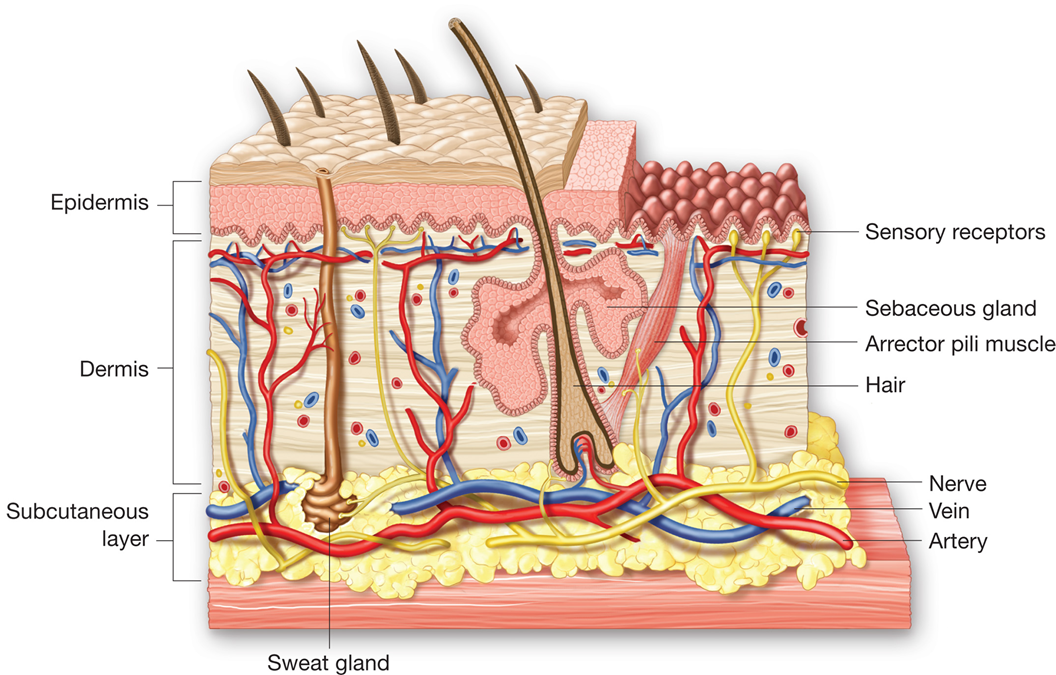 Epidermis
Dermis
Subcutaneous
layer
Sweat gland
Sensory receptors
Sebaceous gland
Arrector pili muscle
Hair
Nerve
Vein
Artery